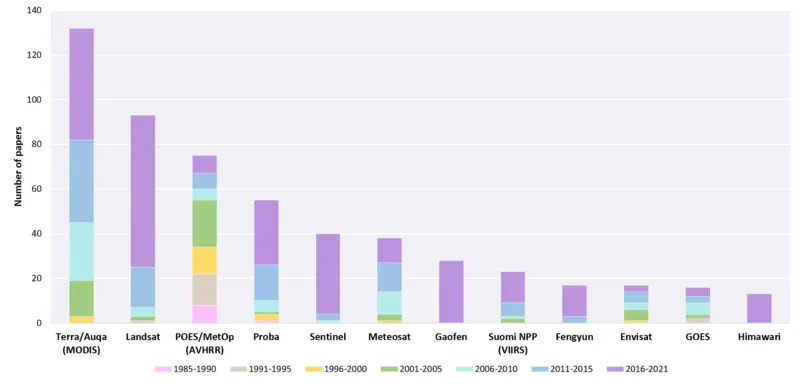 140
120
100
80
60
40
20
0
Number of papers
Terra/Auqa (MODIS)
Landsat
POES/MetOp (AVHRR)
Proba
Sentinel
Meteosat
Gaofen
Suomi NPP (VIIRS)
Fengyun
Envisat
GOES
Himawari
1985-1990
1991-1995
1996-2000
2001-2005
2006-2010
2011-2015
2016-2021